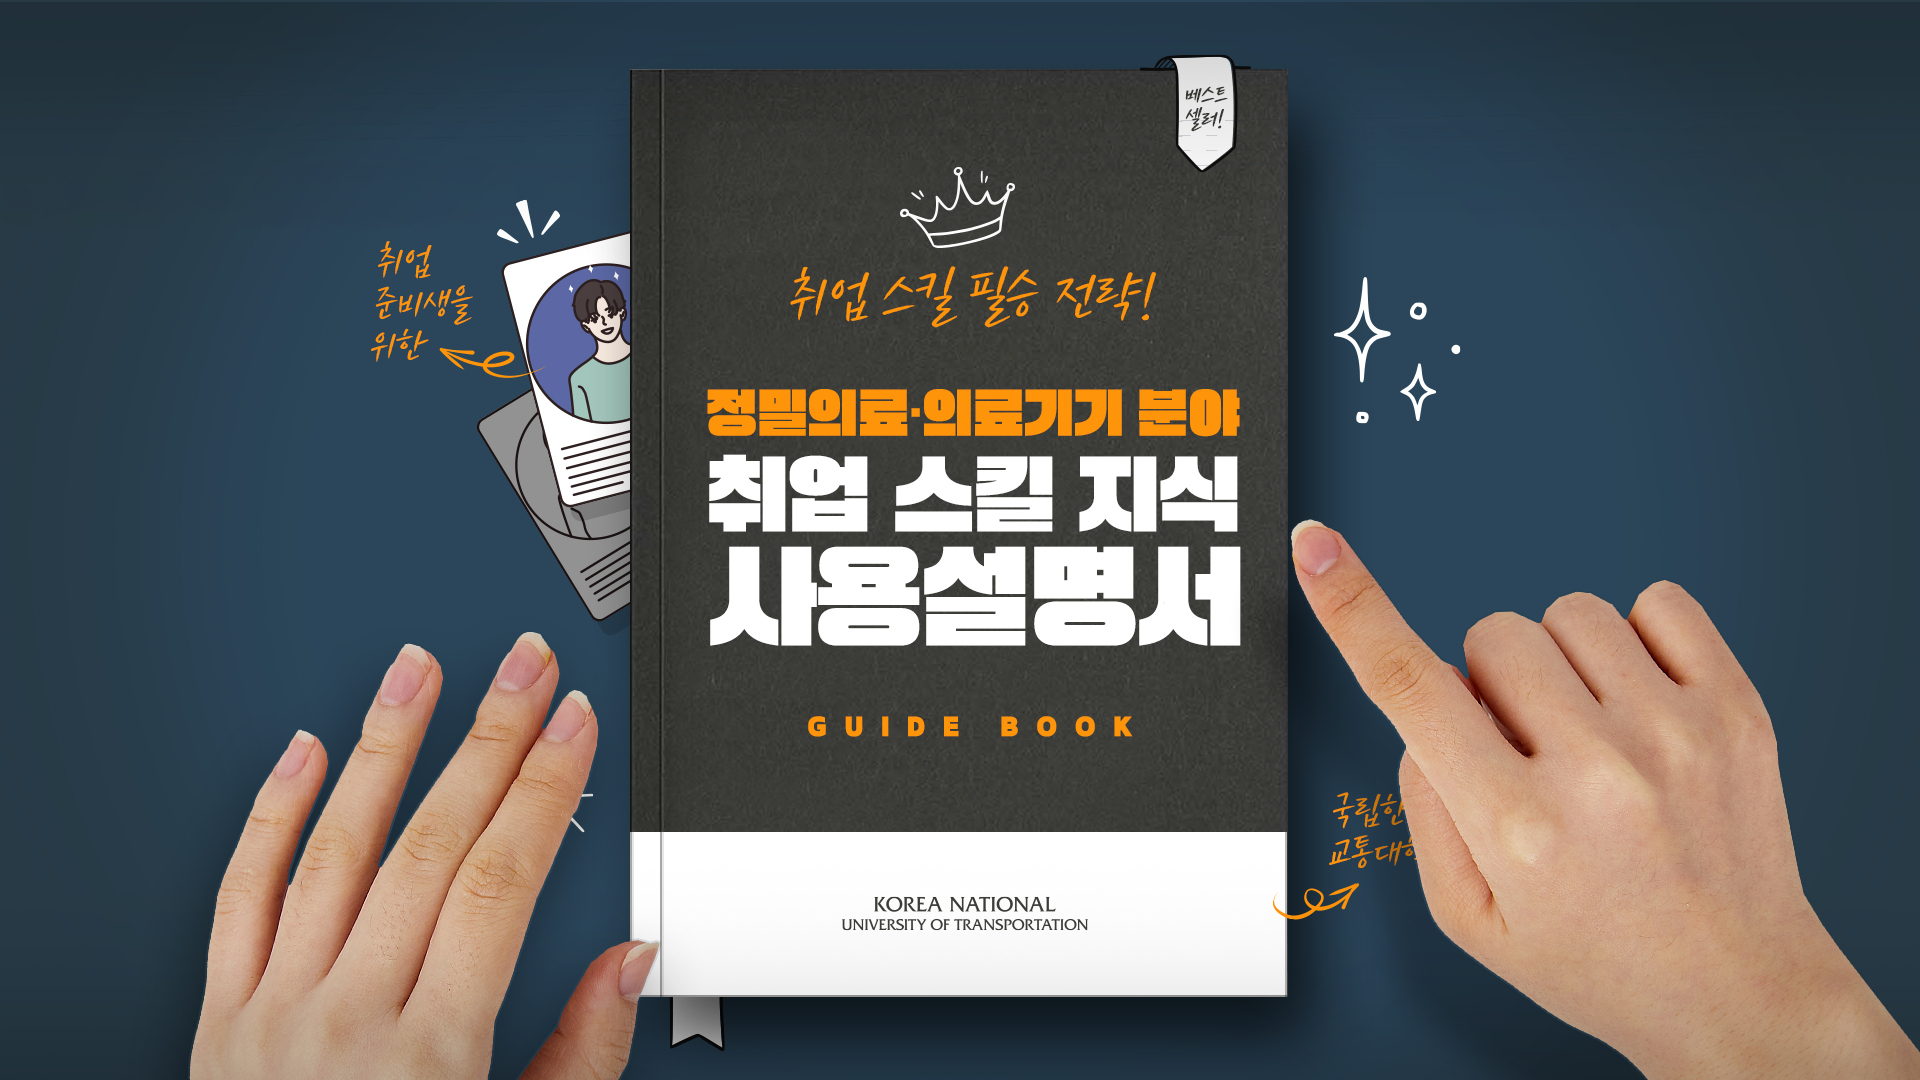 베스트
셀러!
취업 스킬 필승 전략!
취업
준비생을
위한
정밀의료·의료기기 분야
취업 스킬 지식
사용설명서
GUIDE BOOK
국립한
교통대
KOREA NATIONAL
UNIVERSITY OF TRANSPORTATION